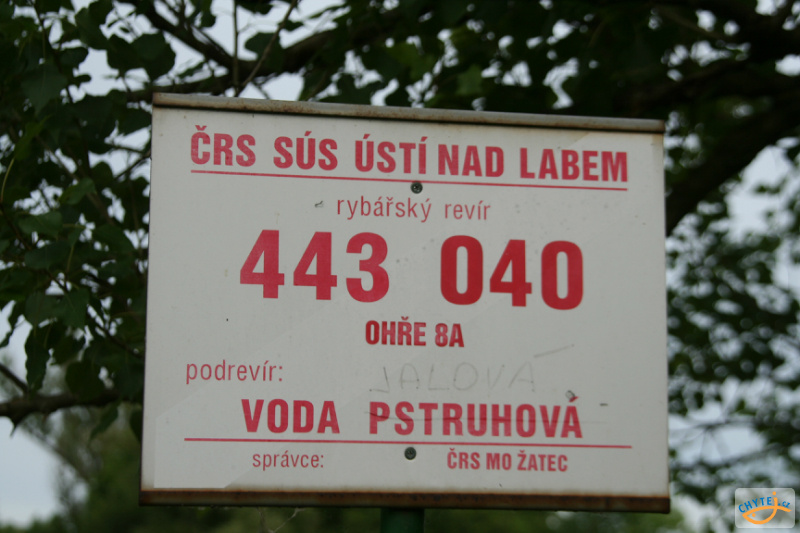 ČRS SÚS ÚSTÍ NAD LABEM
rybářský revír
443 040
OHŘE 8A
podrevír: JALOVÁ
VODA PSTRUHOVÁ
správce: ČRS MO ŽATEC
CHYTEJ.cz